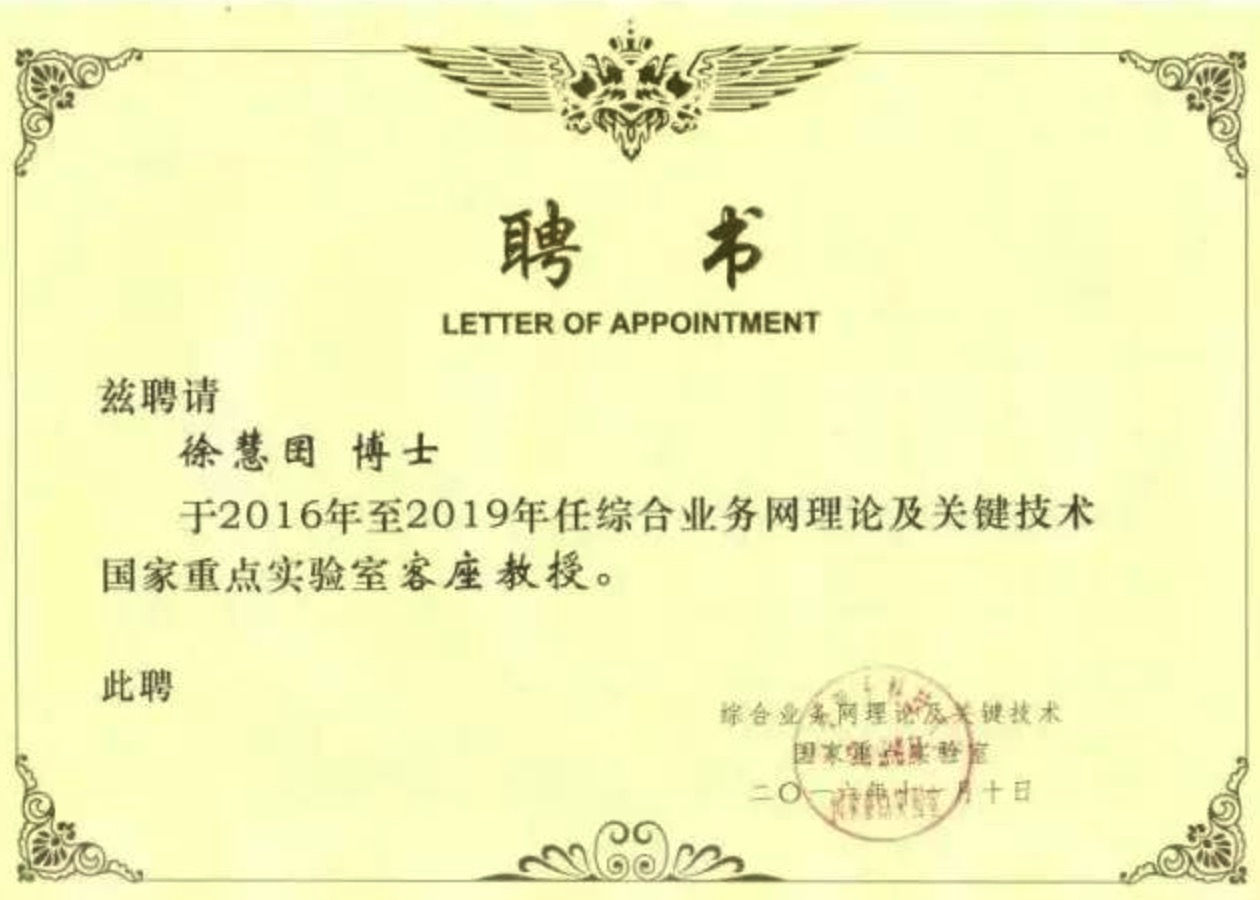 聘 书
LETTER OF APPOINTMENT
兹聘请
徐慧 博士
于2016年至2019年任综合业务网理论及关键技术
国家重点实验室客座教授。
此聘
综合业务网理论及关键技术
国家重点实验室
二〇一六年十一月十日